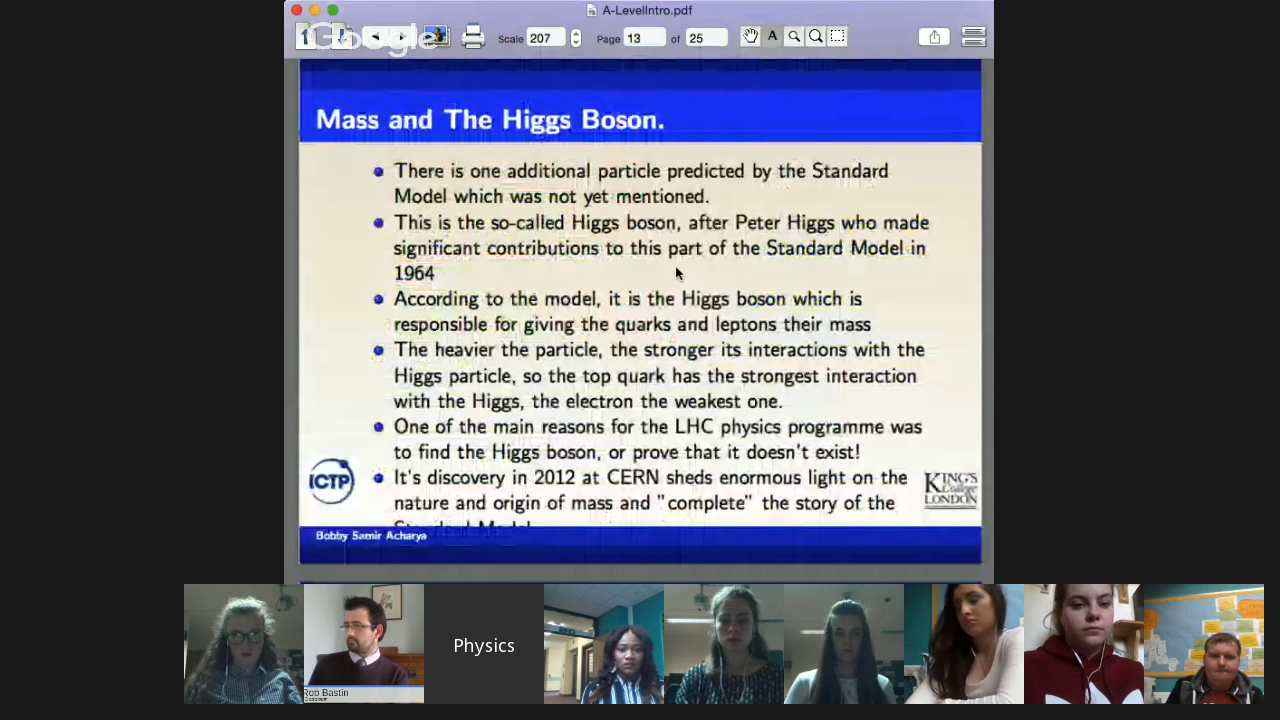 A-LevelIntro.pdf
Google
Scale 207 Page 13 of 25
A
Mass and The Higgs Boson.
There is one additional particle predicted by the Standard
Model which was not yet mentioned.
This is the so-called Higgs boson, after Peter Higgs who made
significant contributions to this part of the Standard Model in
1964
According to the model, it is the Higgs boson which is
responsible for giving the quarks and leptons their mass
The heavier the particle, the stronger its interactions with the
Higgs particle, so the top quark has the strongest interaction
with the Higgs, the electron the weakest one.
One of the main reasons for the LHC physics programme was
to find the Higgs boson, or prove that it doesn't exist!
It's discovery in 2012 at CERN sheds enormous light on the
nature and origin of mass and "complete" the story of the
Standard Model
ICTP
KING'S
College
LONDON
Bobby Samir Acharya
Physics
Rob Bastin